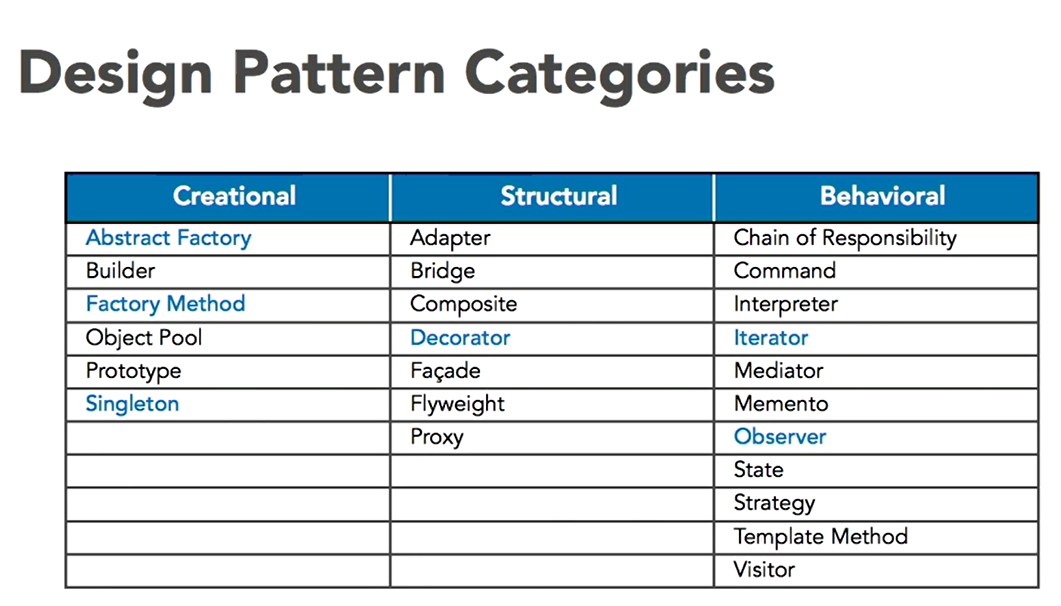 Design Pattern Categories
Creational Structural Behavioral
Abstract Factory Adapter Chain of Responsibility
Builder Bridge Command
Factory Method Composite Interpreter
Object Pool Decorator Iterator
Prototype Façade Mediator
Singleton Flyweight Memento
Proxy Observer
State
Strategy
Template Method
Visitor